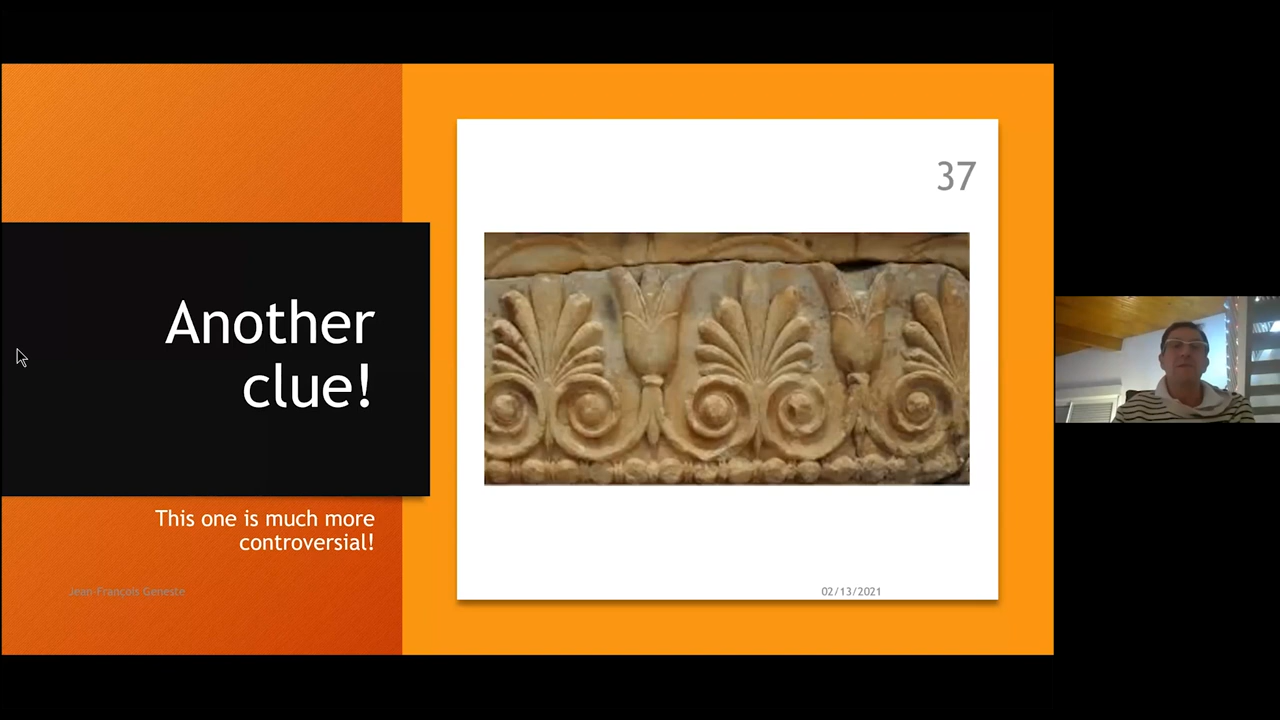 37
Another
clue!
This one is much more
controversial!
Jean-François Geneste
02/13/2021